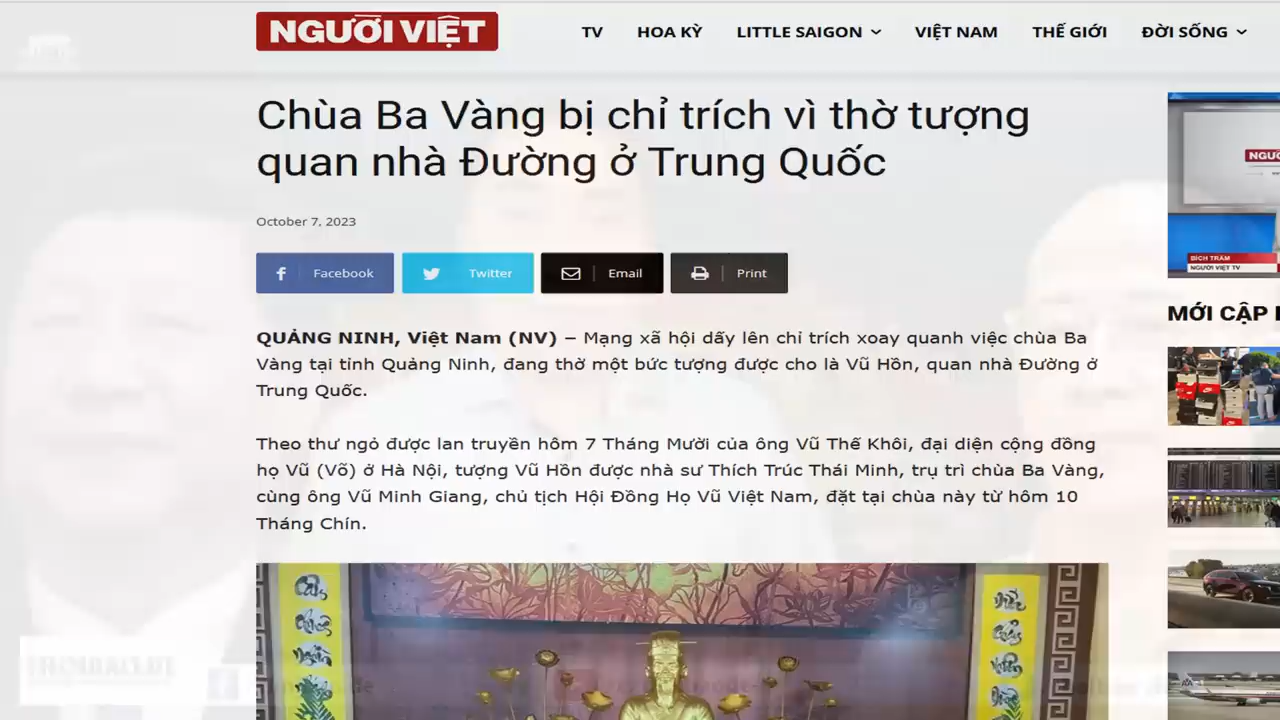 NGƯỜI VIỆT
TV HOA KỲ LITTLE SAIGON VIỆT NAM THẾ GIỚI ĐỜI SỐNG
Chùa Ba Vàng bị chỉ trích vì thờ tượng
quan nhà Đường ở Trung Quốc
October 7, 2023
Facebook Twitter Email Print
QUẢNG NINH, Việt Nam (NV) – Mạng xã hội dấy lên chỉ trích xoay quanh việc chùa Ba
Vàng tại tỉnh Quảng Ninh, đang thờ một bức tượng được cho là Vũ Hồn, quan nhà Đường ở
Trung Quốc.
Theo thư ngỏ được lan truyền hôm 7 Tháng Mười của ông Vũ Thế Khôi, đại diện cộng đồng
họ Vũ (Võ) ở Hà Nội, tượng Vũ Hồn được nhà sư Thích Trúc Thái Minh, trụ trì chùa Ba Vàng,
cùng ông Vũ Minh Giang, chủ tịch Hội Đồng Họ Vũ Việt Nam, đặt tại chùa này từ hôm 10
Tháng Chín.
BÍCH TRÂM
NGƯỜI VIỆT TV
MỚI CẬP